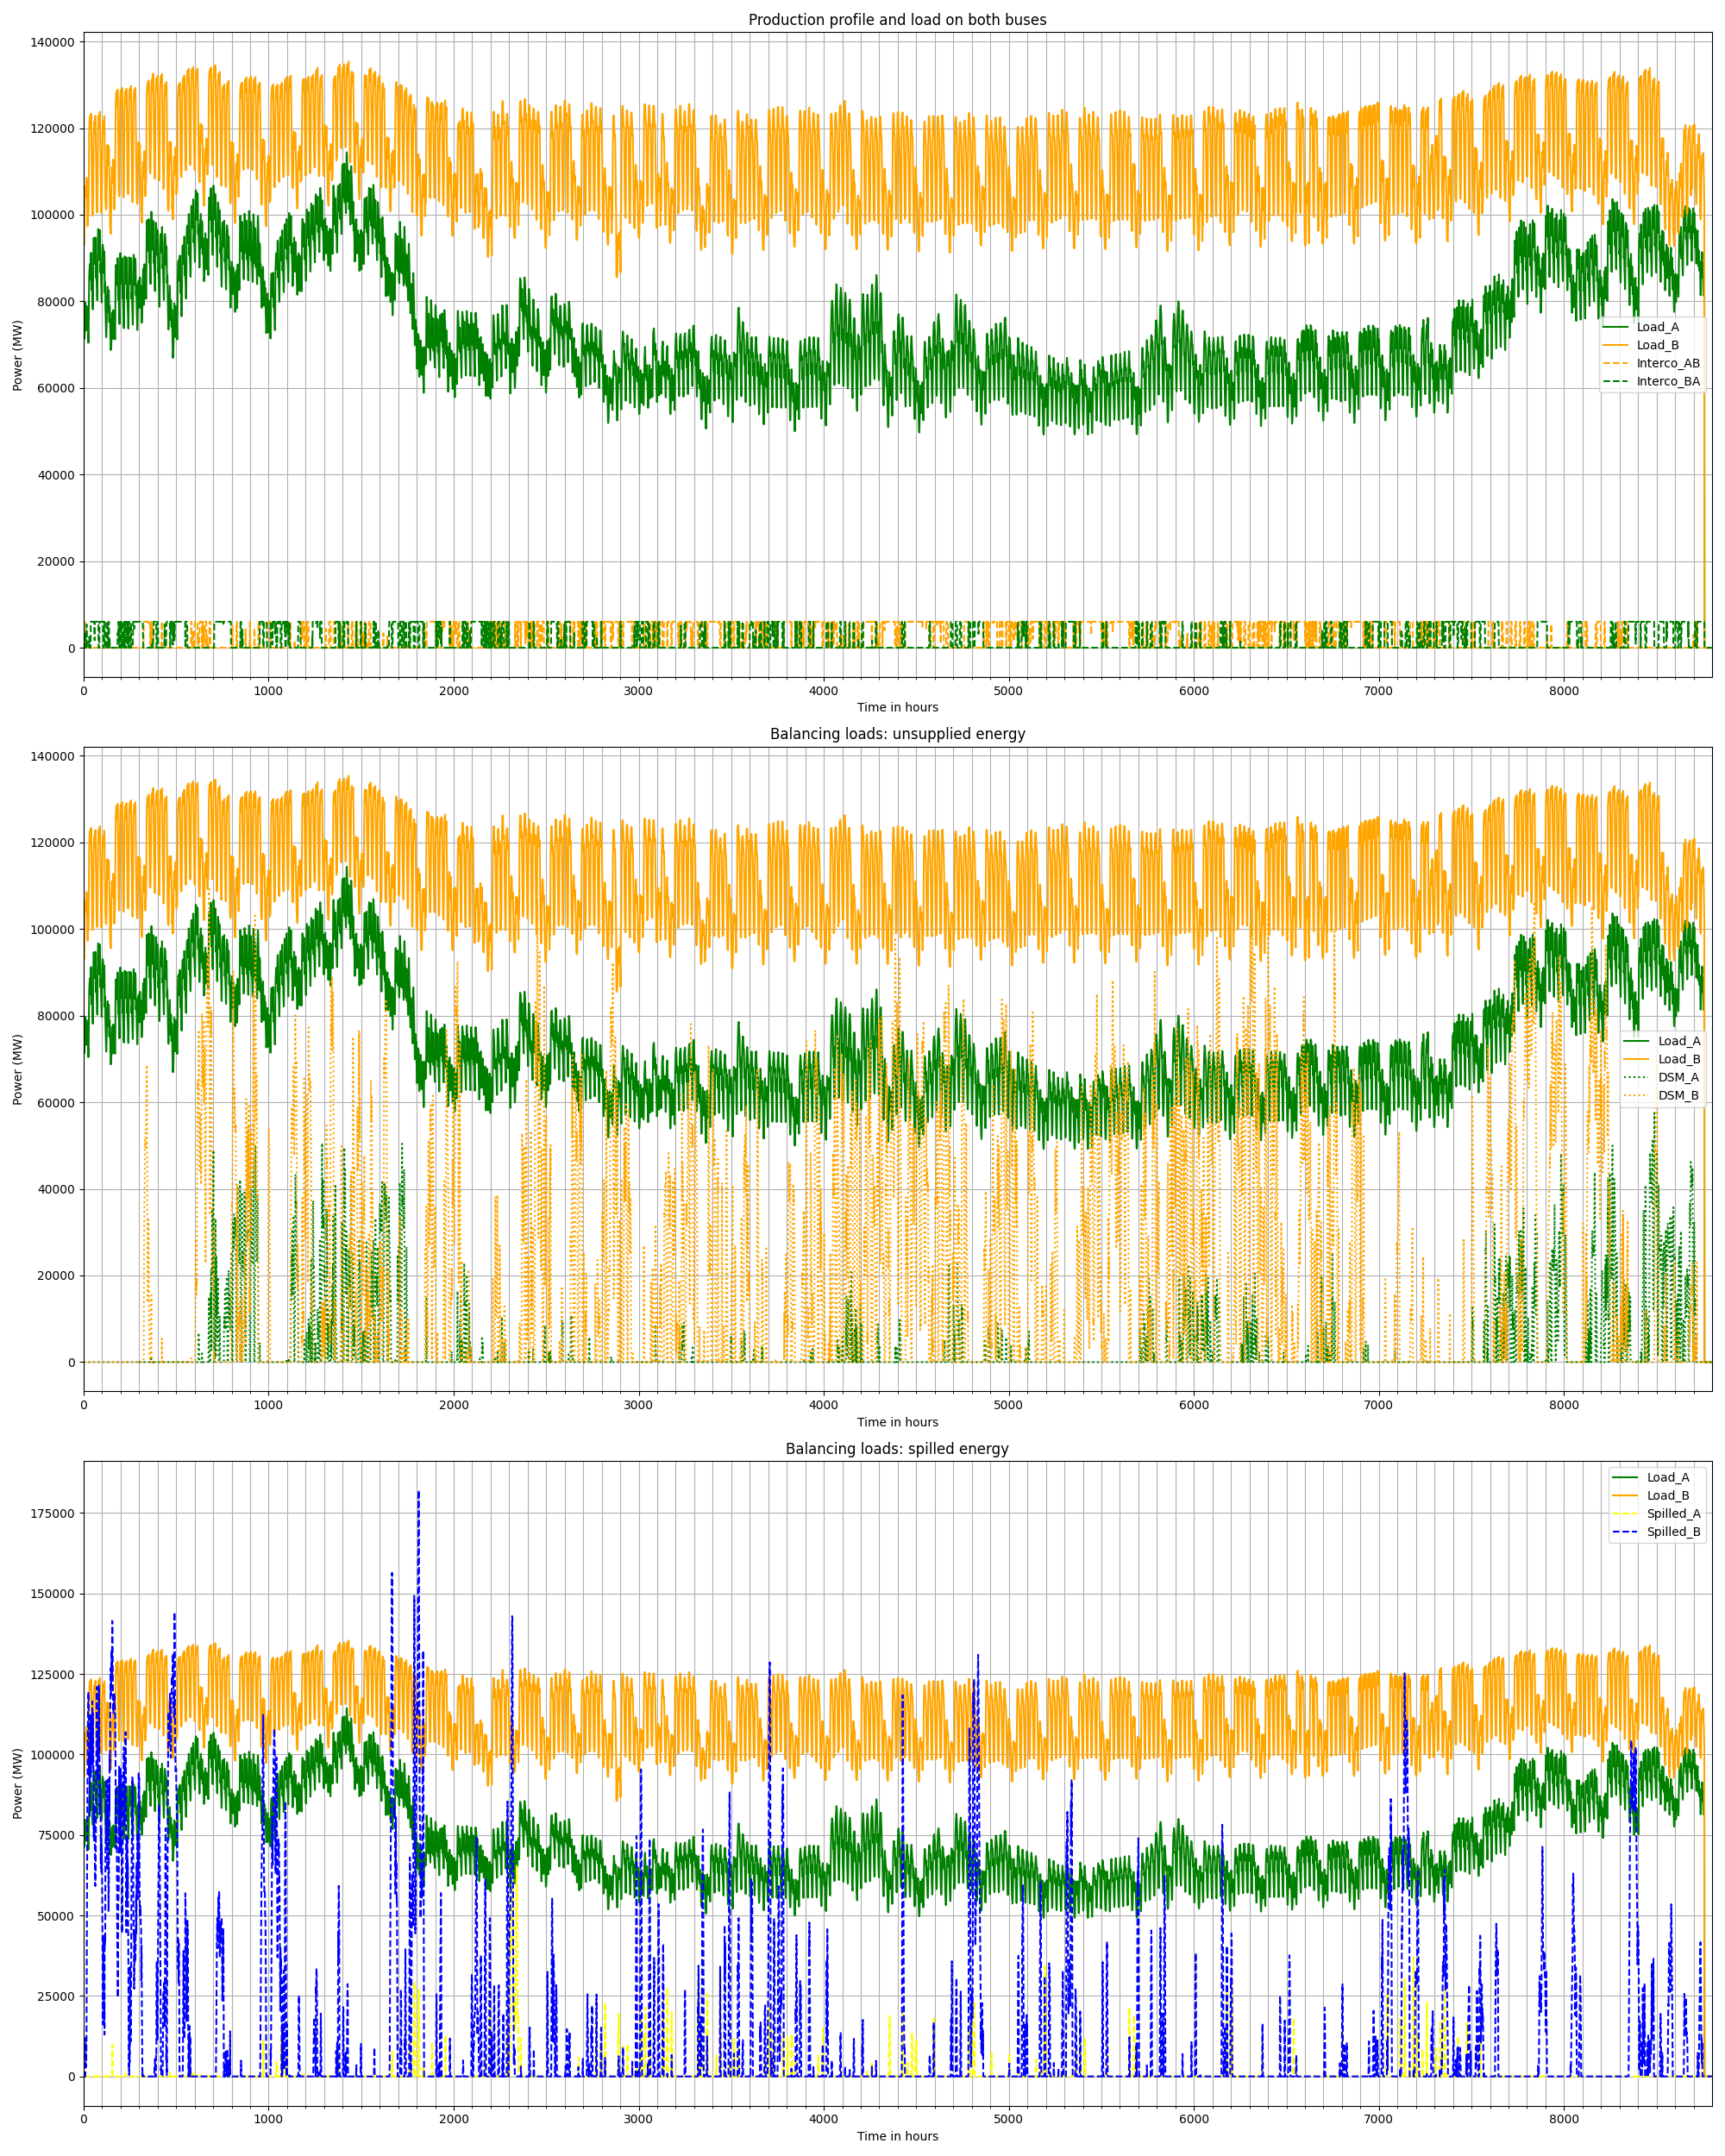 Production profile and load on both buses
140000
120000
100000
80000
60000
40000
20000
0
Power (MW)
Load_A
Load_B
Interco_AB
Interco_BA
0 1000 2000 3000 4000 5000 6000 7000 8000
Time in hours
Balancing loads: unsupplied energy
140000
120000
100000
80000
60000
40000
20000
0
Power (MW)
Load_A
Load_B
DSM_A
DSM_B
0 1000 2000 3000 4000 5000 6000 7000 8000
Time in hours
Balancing loads: spilled energy
175000
150000
125000
100000
75000
50000
25000
0
Power (MW)
Load_A
Load_B
Spilled_A
Spilled_B
0 1000 2000 3000 4000 5000 6000 7000 8000
Time in hours